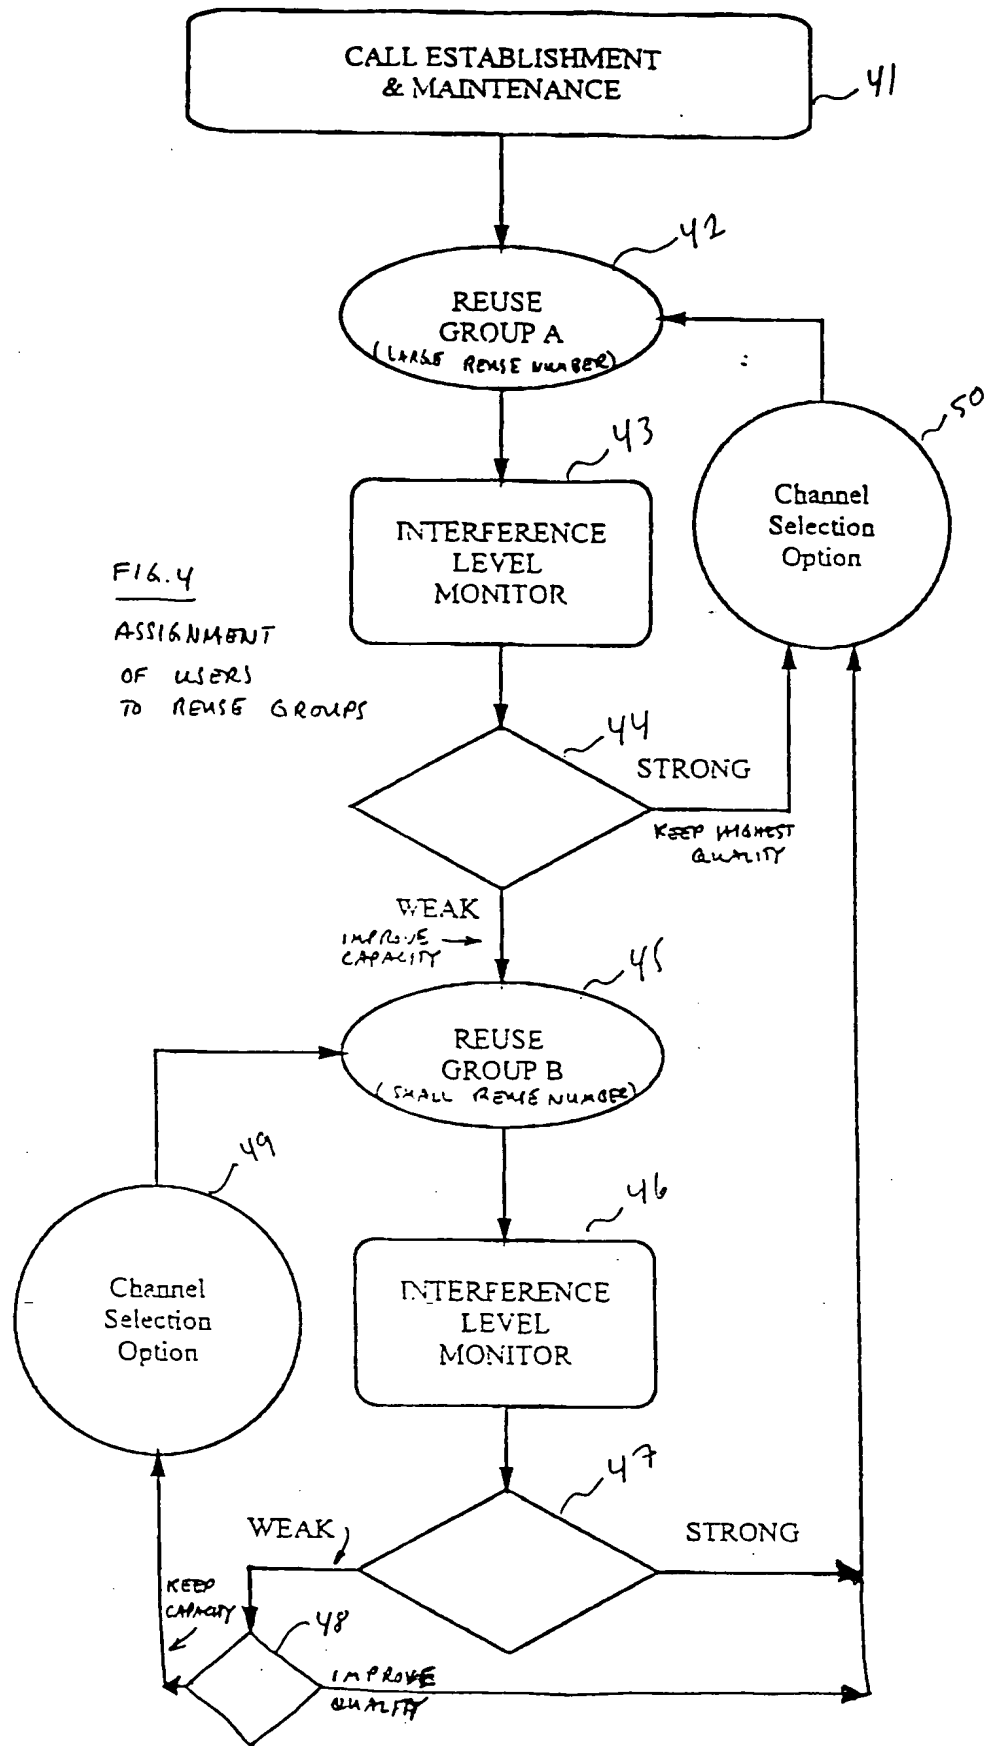 CALL ESTABLISHMENT
& MAINTENANCE
41
42
REUSE
GROUP A
(LARGE REUSE NUMBER)
50
43
Channel
Selection
Option
INTERFERENCE
LEVEL
MONITOR
FIG.4
ASSIGNMENT
OF USERS
TO REUSE GROUPS
44
STRONG
KEEP HIGHEST
QUALITY
WEAK
IMPROVE
CAPACITY
45
REUSE
GROUP B
(SMALL REUSE NUMBER)
49
46
Channel
Selection
Option
INTERFERENCE
LEVEL
MONITOR
47
WEAK
STRONG
KEEP
CAPACITY
48
IMPROVE
QUALITY